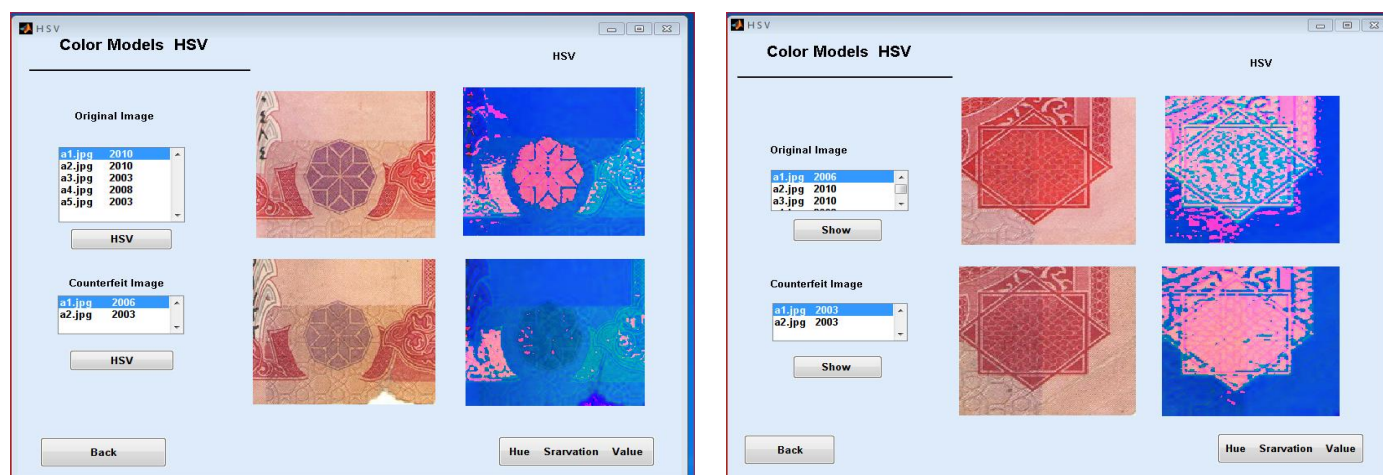 HSV
Color Models HSV
HSV
Original Image
a1.jpg 2010
a2.jpg 2010
a3.jpg 2003
a4.jpg 2008
a5.jpg 2003
HSV
Counterfeit Image
a1.jpg 2006
a2.jpg 2003
HSV
Back
Hue Srarvation Value
HSV
Color Models HSV
HSV
Original Image
a1.jpg 2006
a2.jpg 2010
a3.jpg 2010
Show
Counterfeit Image
a1.jpg 2003
a2.jpg 2003
Show
Back
Hue Srarvation Value